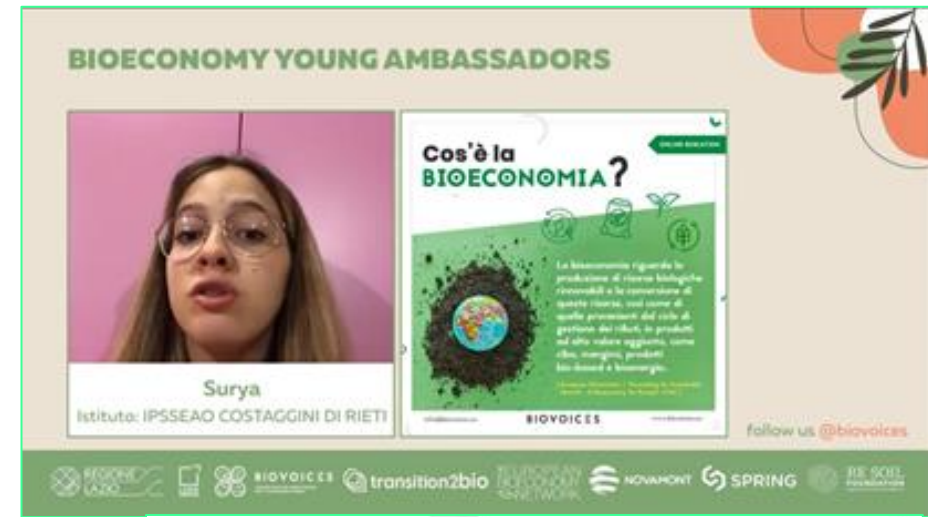 BIOECONOMY YOUNG AMBASSADORS
Surya
Istituto: IPSSEAO COSTAGGINI DI RIETI
Cos'è la
BIOECONOMIA?
La bioeconomia riguarda la
produzione di risorse biologiche
rinnovabili e la conversione di
queste risorse, così come di
quelle provenienti dal ciclo di
gestione dei rifiuti, in prodotti
ad alto valore aggiunto, come
cibo, mangimi, prodotti
bio-based e bioenergia.
BIOVOICES
follow us @biovoices
REGIONE
LAZIO
BIOVOICES
transition2bio
EUROPEAN
BIOECONOMY
NETWORK
NOVAMONT
SPRING
RE SOIL
FOUNDATION